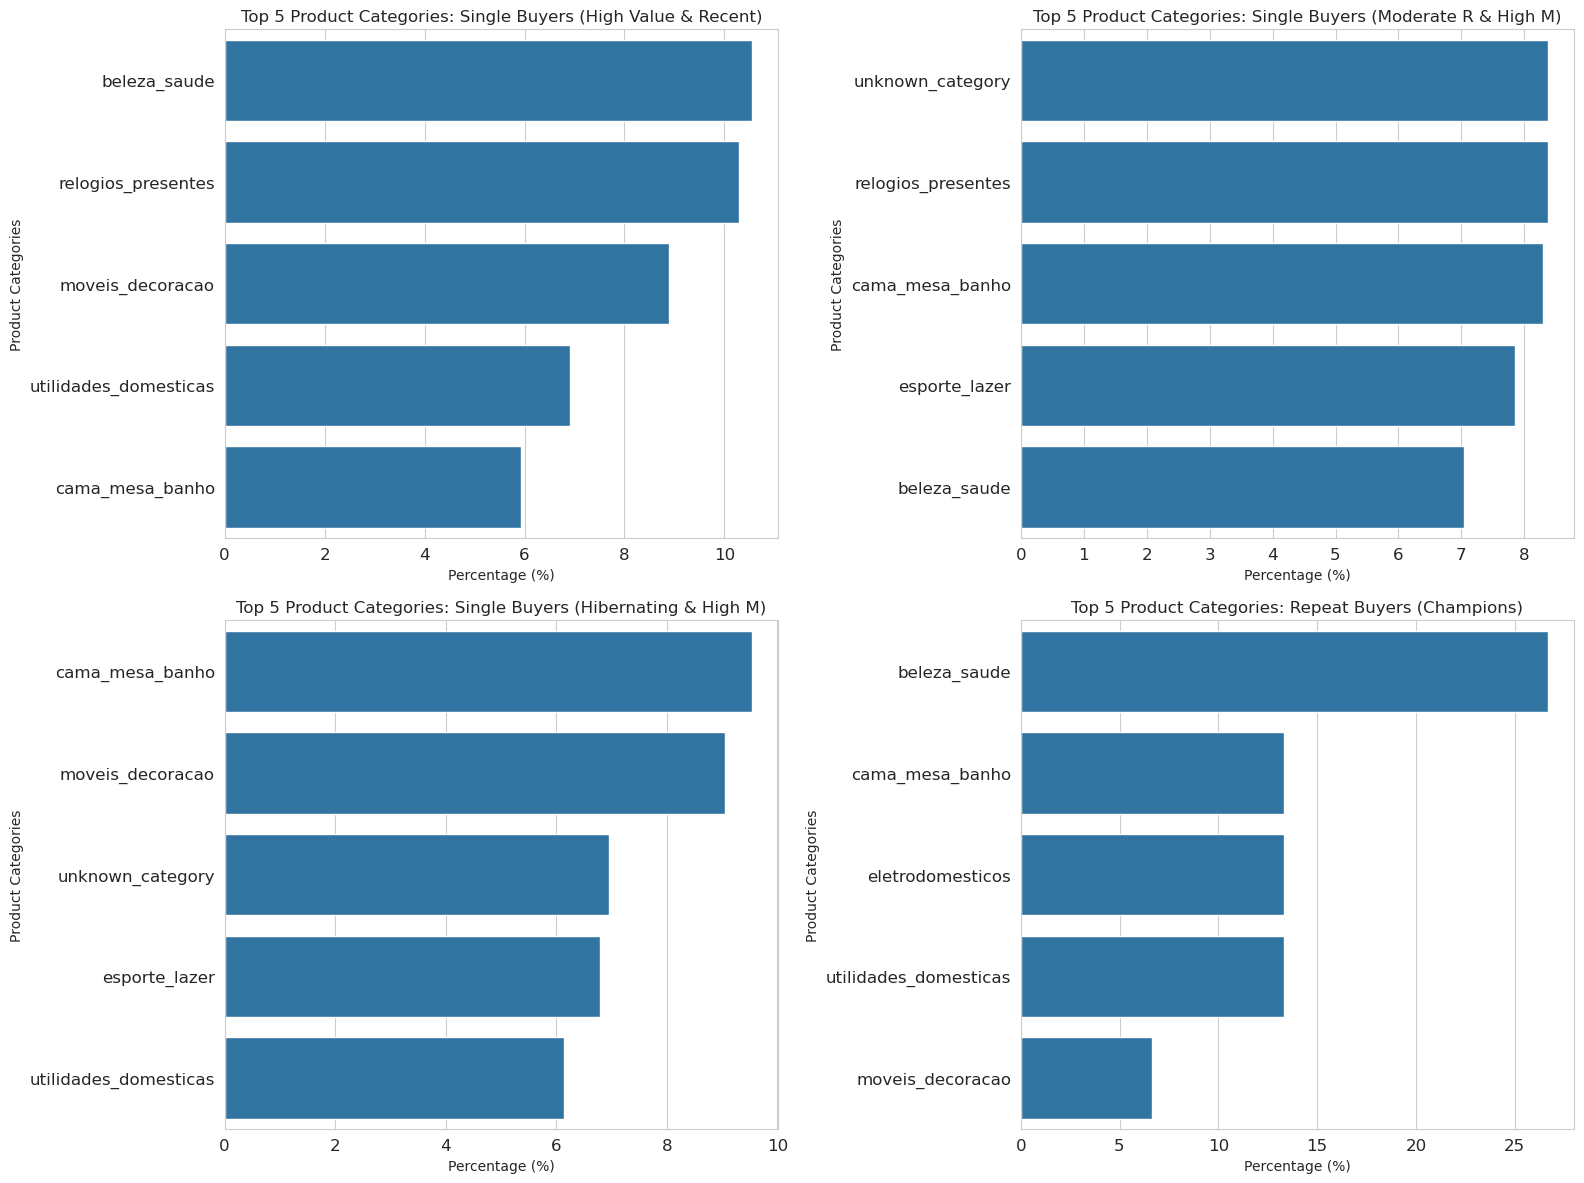 Top 5 Product Categories: Single Buyers (High Value & Recent)
Product Categories
beleza_saude
relogios_presentes
moveis_decoracao
utilidades_domesticas
cama_mesa_banho
0 2 4 6 8 10
Percentage (%)
Top 5 Product Categories: Single Buyers (Moderate R & High M)
Product Categories
unknown_category
relogios_presentes
cama_mesa_banho
esporte_lazer
beleza_saude
0 1 2 3 4 5 6 7 8
Percentage (%)
Top 5 Product Categories: Single Buyers (Hibernating & High M)
Product Categories
cama_mesa_banho
moveis_decoracao
unknown_category
esporte_lazer
utilidades_domesticas
0 2 4 6 8 10
Percentage (%)
Top 5 Product Categories: Repeat Buyers (Champions)
Product Categories
beleza_saude
cama_mesa_banho
eletrodomesticos
utilidades_domesticas
moveis_decoracao
0 5 10 15 20 25
Percentage (%)